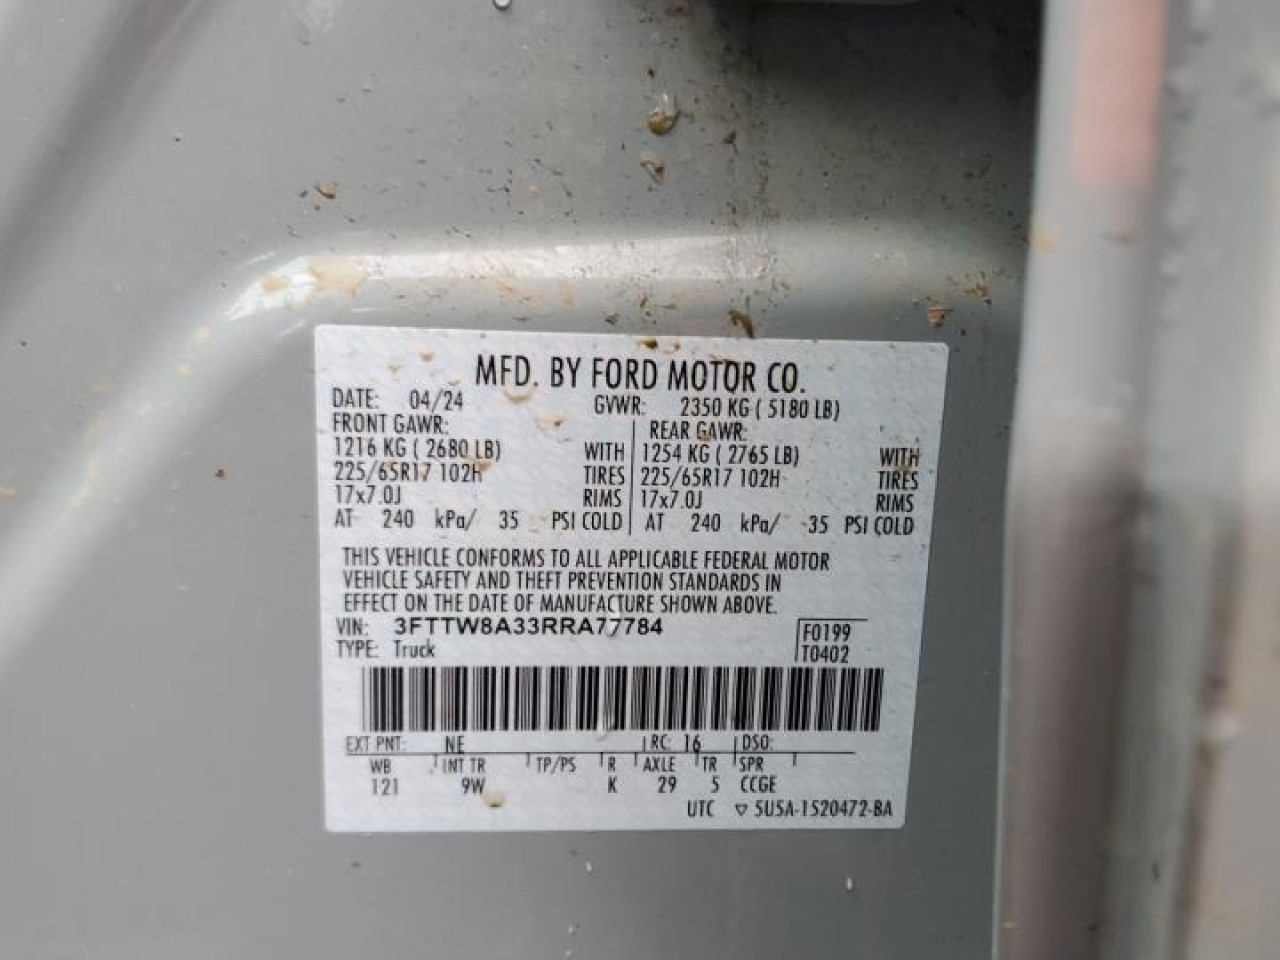 MFD. BY FORD MOTOR CO.
DATE: 04/24 GVWR: 2350 KG ( 5180 LB)
FRONT GAWR: REAR GAWR:
1216 KG ( 2680 LB) WITH 1254 KG ( 2765 LB) WITH
225/65R17 102H TIRES 225/65R17 102H TIRES
17x7.0J RIMS 17x7.0J RIMS
AT 240 kPa/ 35 PSI COLD AT 240 kPa/ 35 PSI COLD
THIS VEHICLE CONFORMS TO ALL APPLICABLE FEDERAL MOTOR
VEHICLE SAFETY AND THEFT PREVENTION STANDARDS IN
EFFECT ON THE DATE OF MANUFACTURE SHOWN ABOVE.
VIN: 3FTTW8A33RRA77784 F0199
TYPE: Truck T0402
EXT PNT: NE RC: 16 DSO:
WB INT TR TP/PS R AXLE TR SPR
121 9W K 29 5 CCGE
UTC ▽ 5U5A-1520472-BA